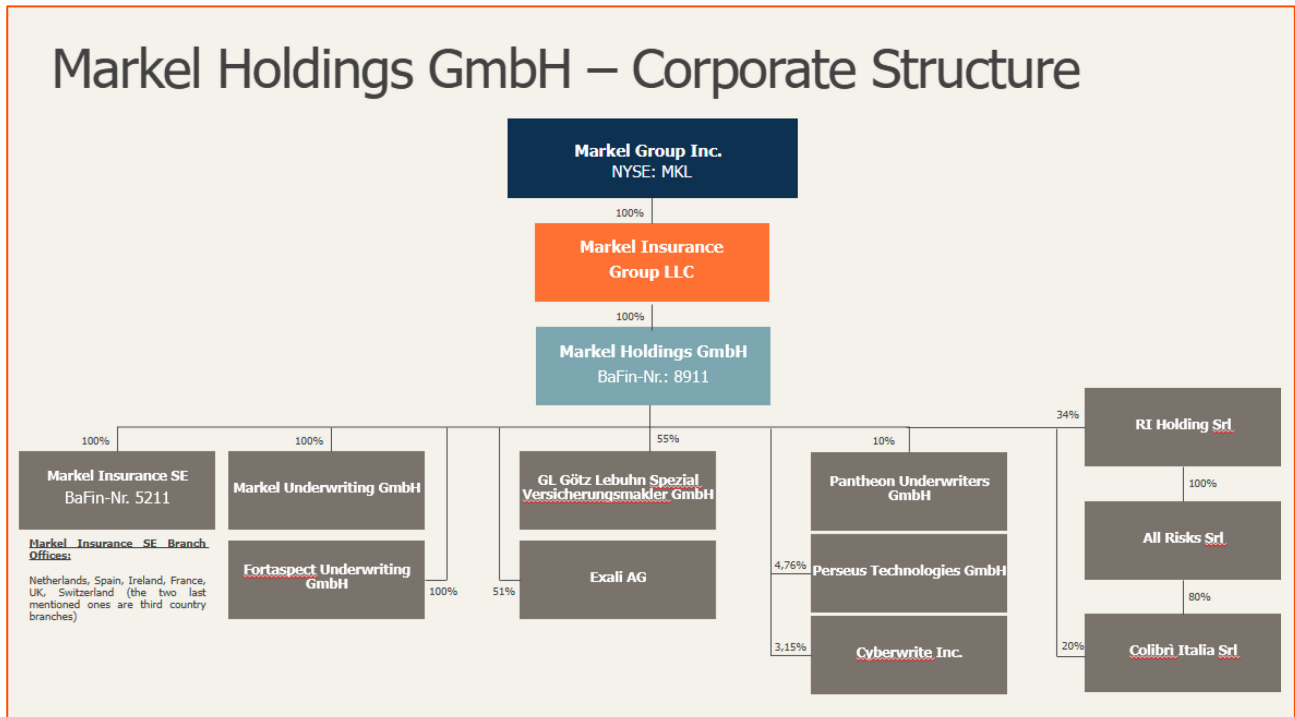 Markel Holdings GmbH – Corporate Structure
Markel Group Inc.
NYSE: MKL
100%
Markel Insurance
Group LLC
100%
Markel Holdings GmbH
BaFin-Nr.: 8911
100%
Markel Insurance SE
BaFin-Nr. 5211
Markel Insurance SE Branch
Offices:
Netherlands, Spain, Ireland, France,
UK, Switzerland (the two last
mentioned ones are third country
branches)
100%
Markel Underwriting GmbH
Fortaspect Underwriting
GmbH
100%
55%
GL Götz Lebuhn Spezial
Versicherungsmakler GmbH
51%
Exali AG
10%
Pantheon Underwriters
GmbH
4,76%
Perseus Technologies GmbH
3,15%
Cyberwrite Inc.
34%
RI Holding Srl
100%
All Risks Srl
80%
20%
Colibrì Italia Srl